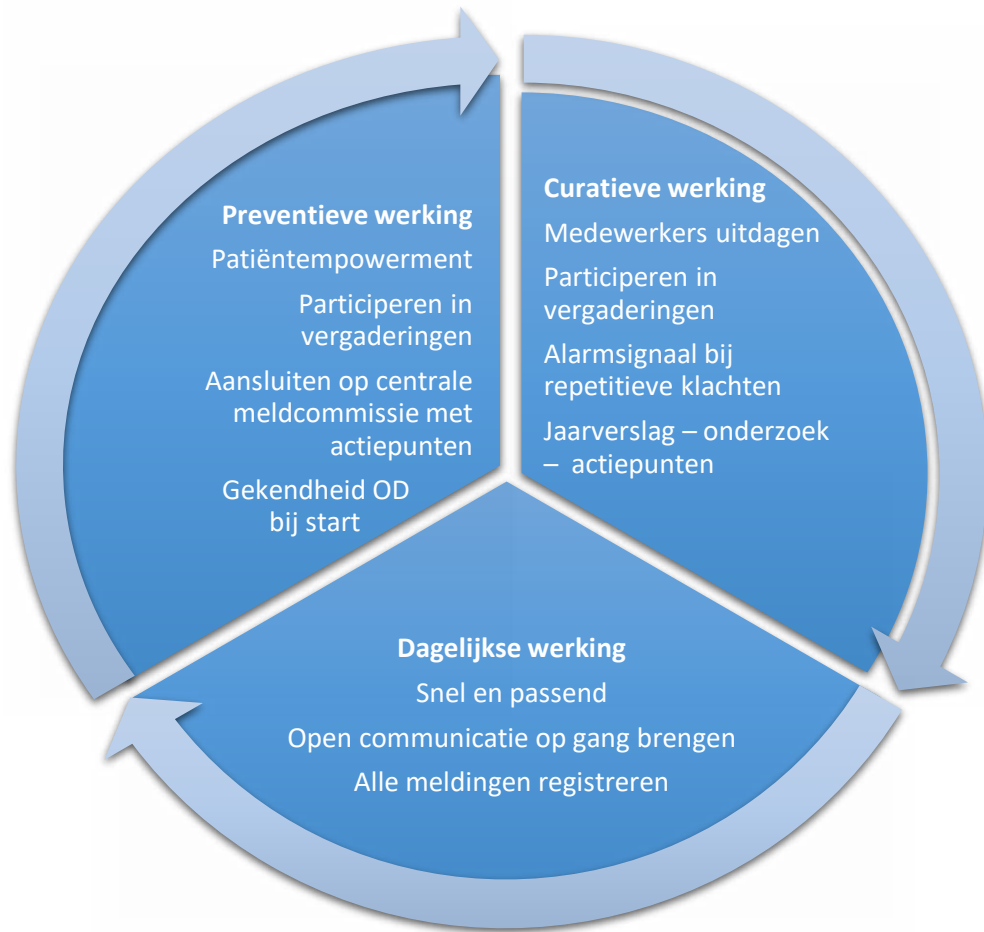 Preventieve werking
Patiëntempowerment
Participeren in
vergaderingen
Aansluiten op centrale
meldcommissie met
actiepunten
Gekendheid OD
bij start
Curatieve werking
Medewerkers uitdagen
Participeren in
vergaderingen
Alarmsignaal bij
repetitieve klachten
Jaarverslag – onderzoek
– actiepunten
Dagelijkse werking
Snel en passend
Open communicatie op gang brengen
Alle meldingen registreren